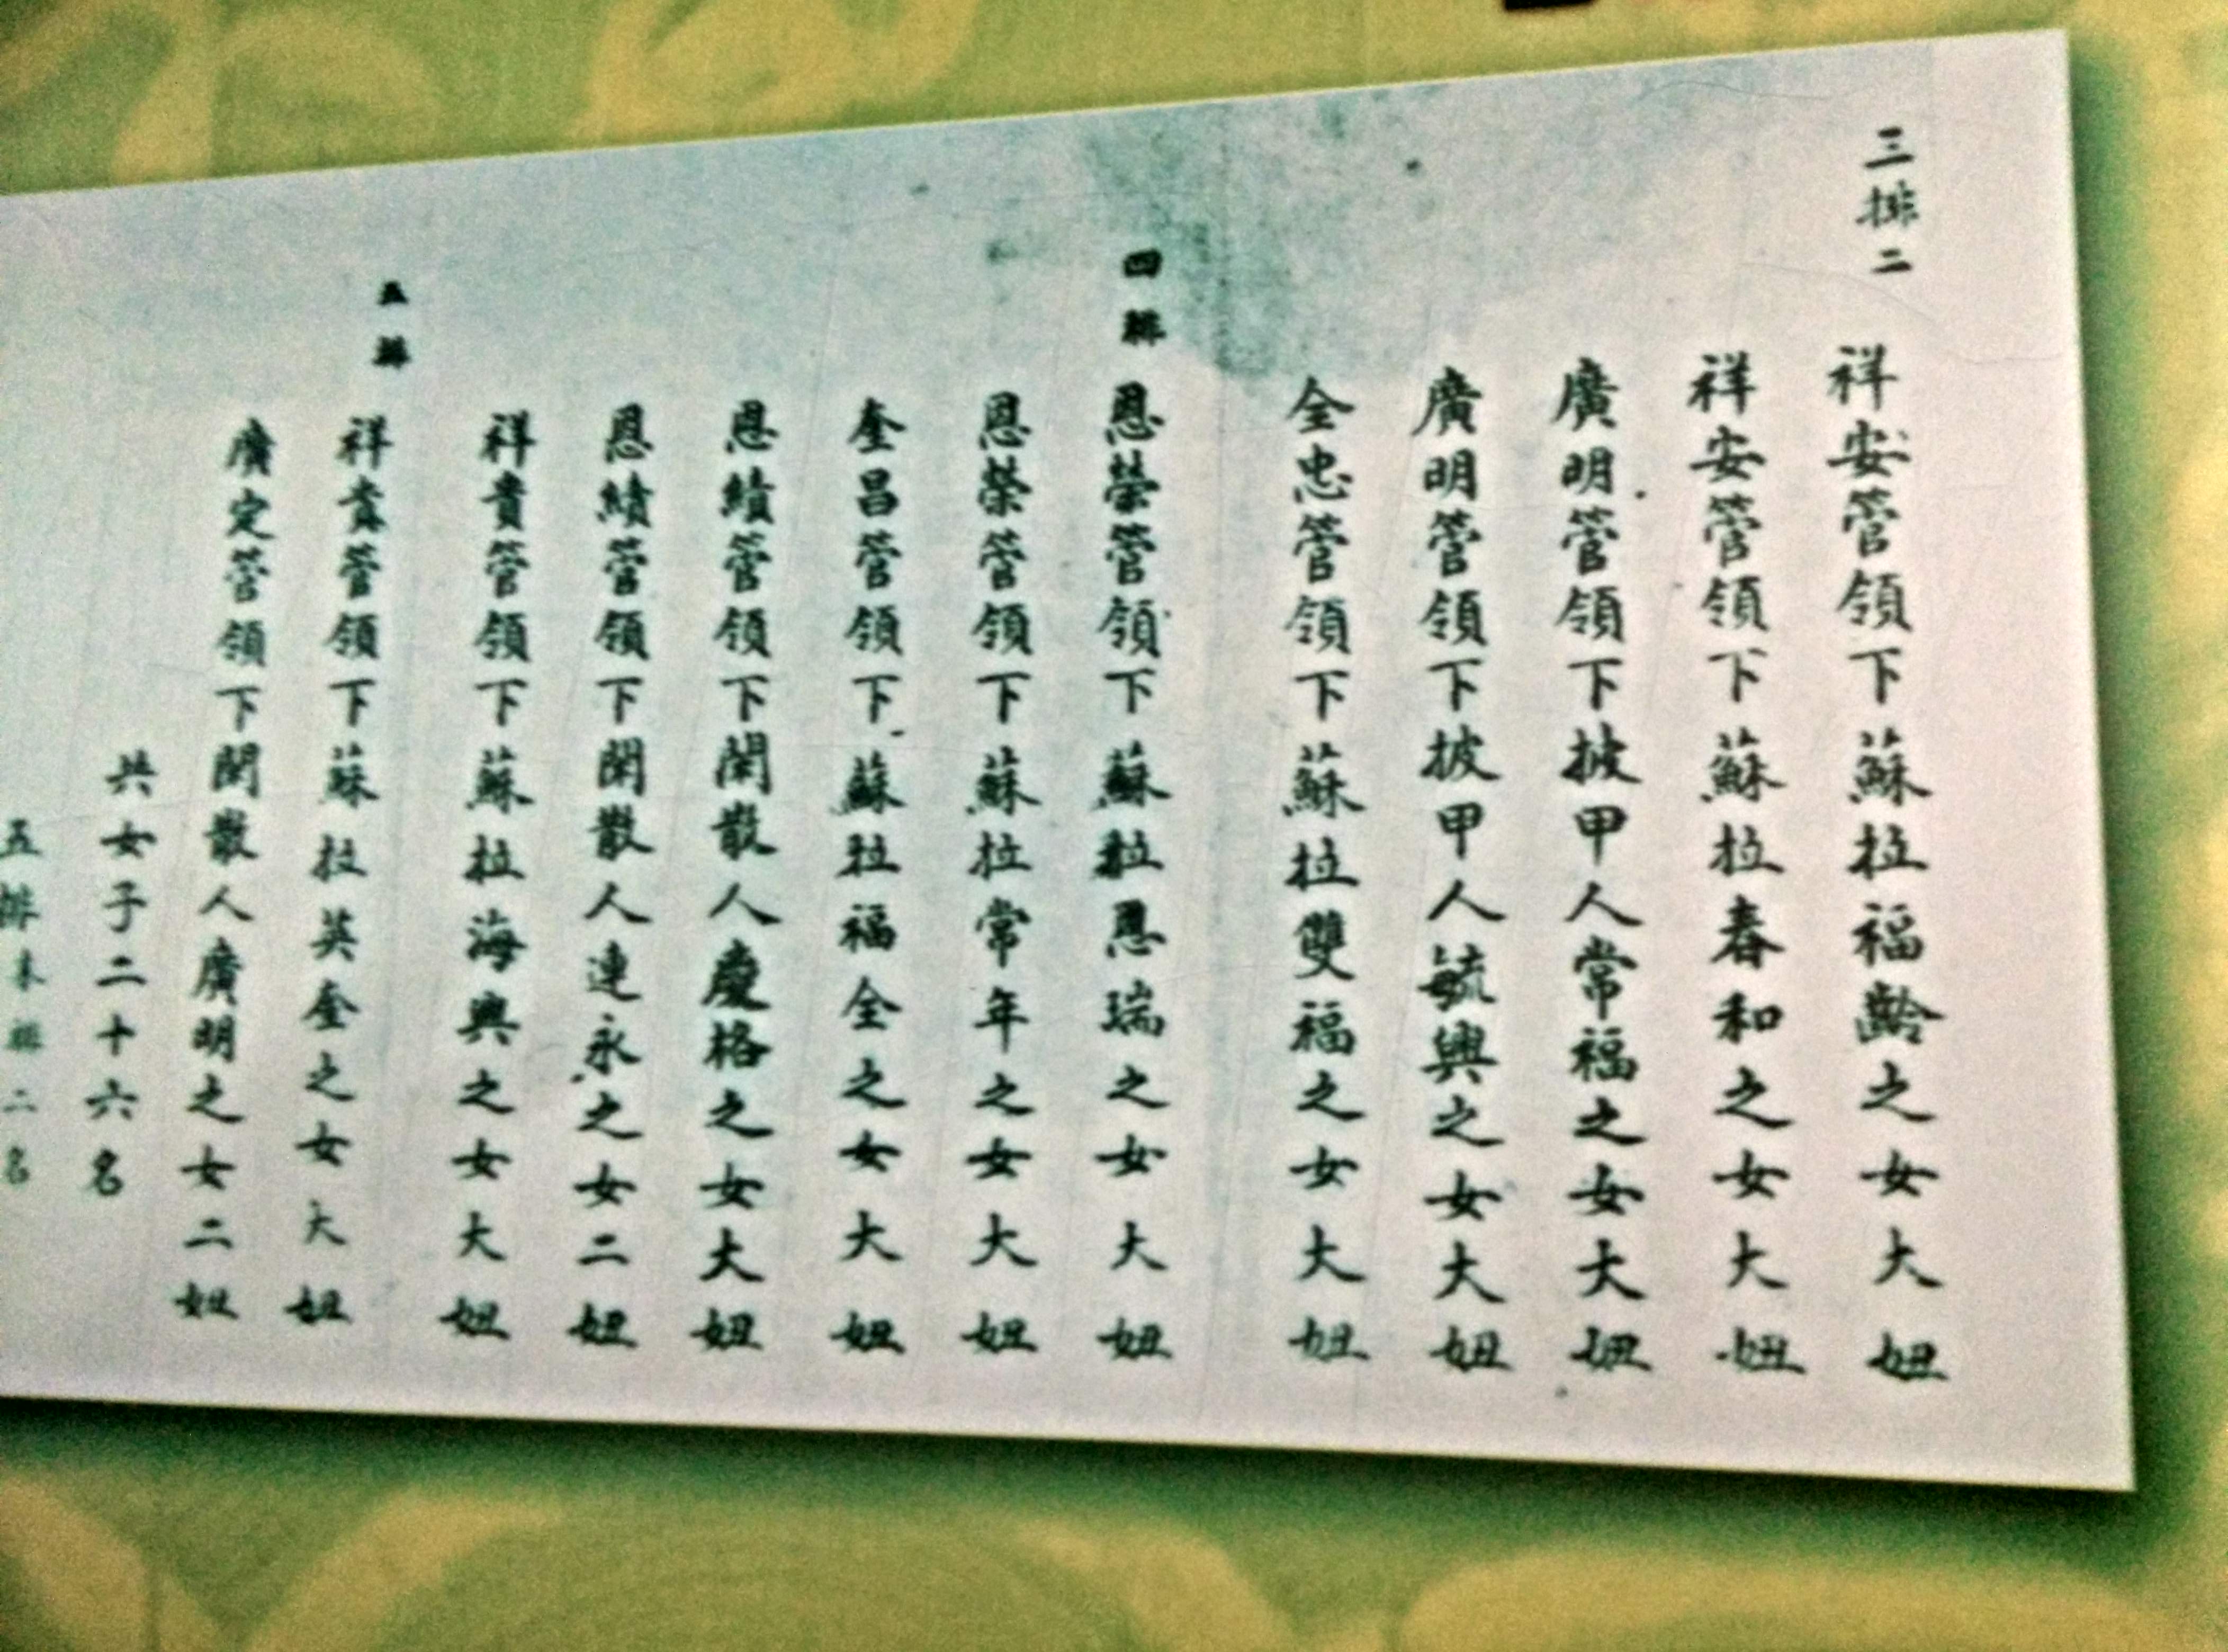 三排二
祥安管領下蘇拉福齡之女大妞
祥安管領下蘇拉春和之女大妞
廣明管領下披甲人常福之女大妞
廣明管領下披甲人毓興之女大妞
全忠管領下蘇拉雙福之女大妞
四排
恩榮管領下蘇拉恩瑞之女大妞
恩榮管領下蘇拉常年之女大妞
奎昌管領下蘇拉福全之女大妞
恩績管領下閑散人慶格之女大妞
恩績管領下閑散人連永之女二妞
祥貴管領下蘇拉海興之女大妞
五排
祥貴管領下蘇拉英奎之女大妞
廣定管領下閑散人廣明之女二妞
共女子二十六名
五排末排二名